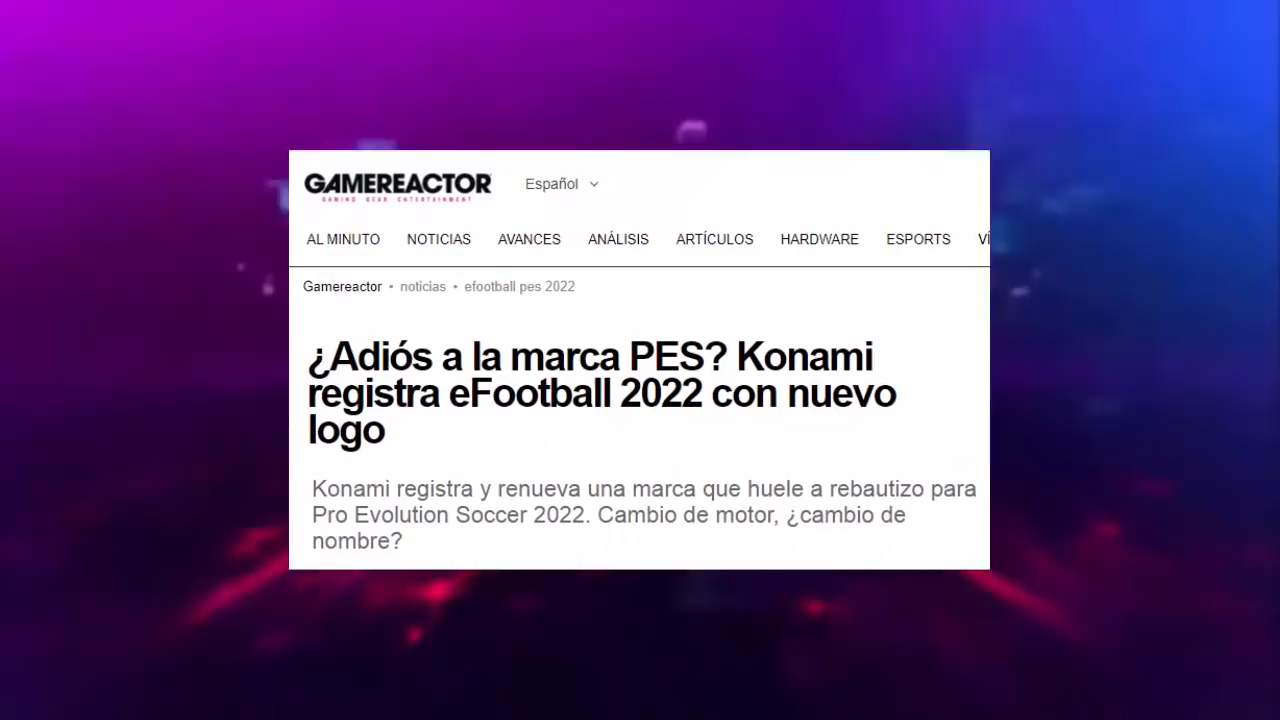 GAMEREACTOR
GAMING GEAR ENTERTAINMENT
Español
AL MINUTO NOTICIAS AVANCES ANÁLISIS ARTÍCULOS HARDWARE ESPORTS VÍ
Gamereactor • noticias • efootball pes 2022
¿Adiós a la marca PES? Konami
registra eFootball 2022 con nuevo
logo
Konami registra y renueva una marca que huele a rebautizo para
Pro Evolution Soccer 2022. Cambio de motor, ¿cambio de
nombre?